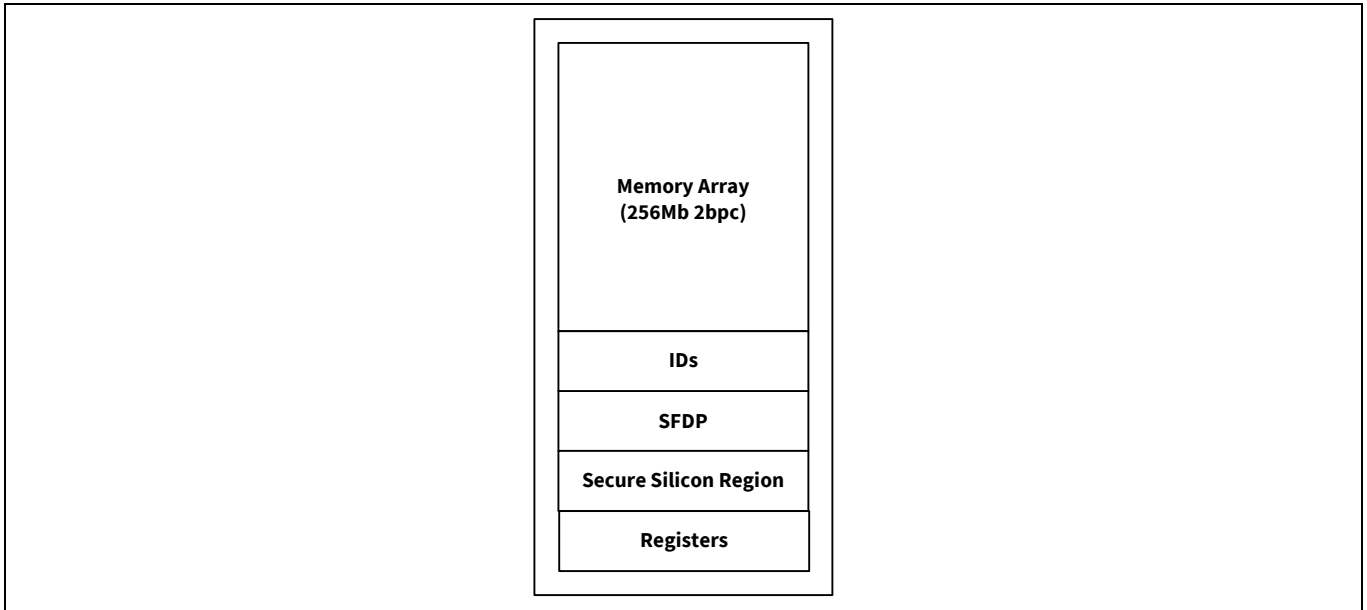 Memory Array
(256Mb 2bpc)
IDs
SFDP
Secure Silicon Region
Registers